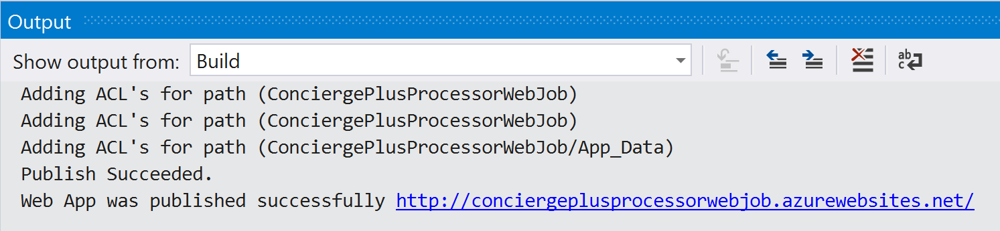 Output
Show output from: Build
ab
c
Adding ACL's for path (ConciergePlusProcessorWebJob)
Adding ACL's for path (ConciergePlusProcessorWebJob)
Adding ACL's for path (ConciergePlusProcessorWebJob/App_Data)
Publish Succeeded.
Web App was published successfully http://conciergeplusprocessorwebjob.azurewebsites.net/